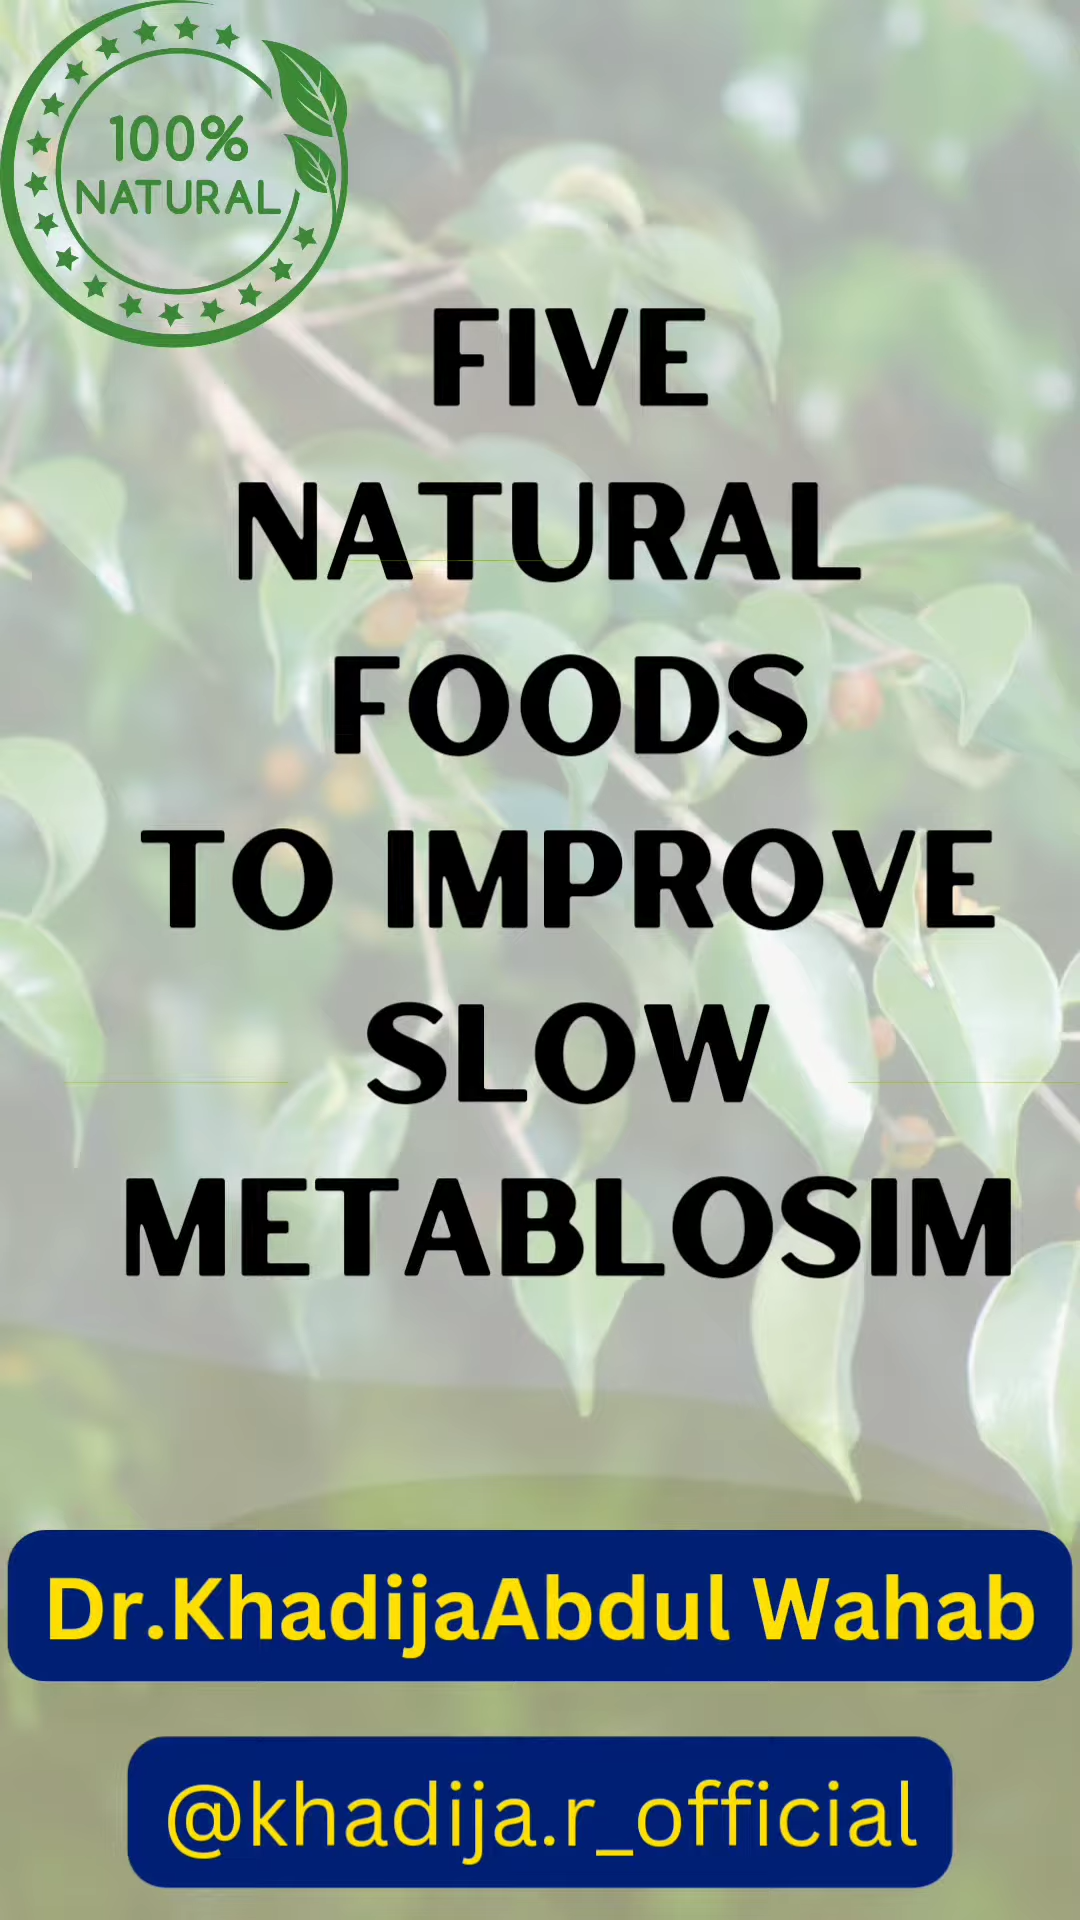 100%
NATURAL
FIVE
NATURAL
FOODS
TO IMPROVE
SLOW
METABLOSIM
Dr.KhadijaAbdul Wahab
@khadija.r_official